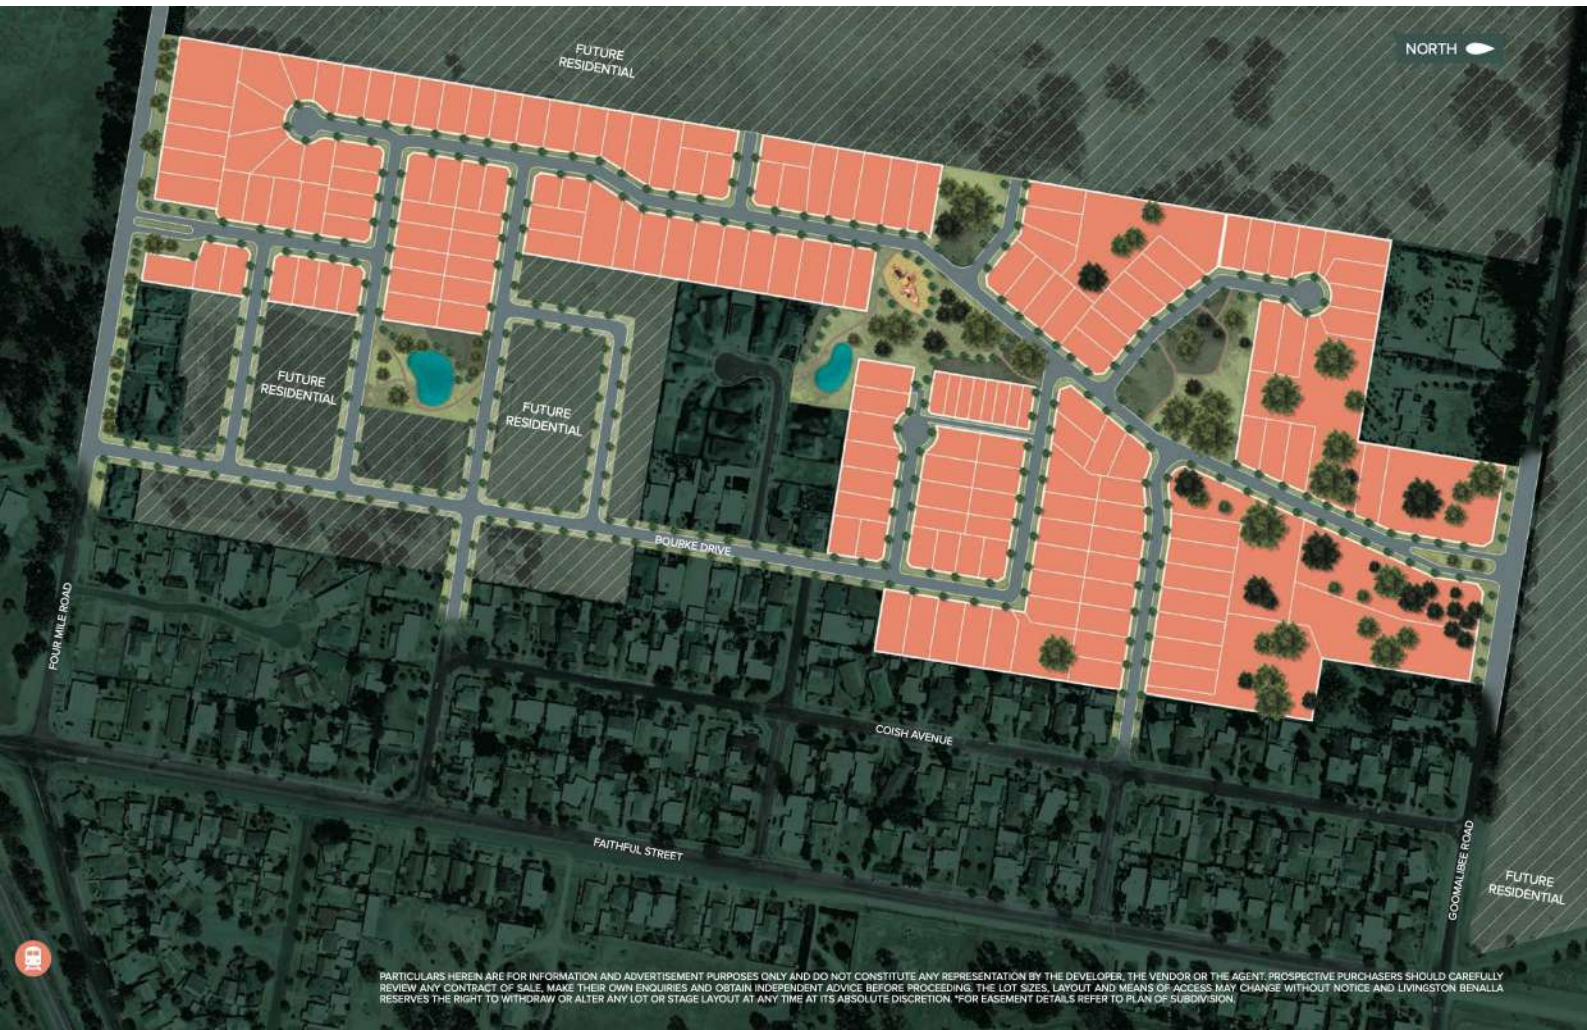 FUTURE
RESIDENTIAL
NORTH
FUTURE
RESIDENTIAL
FUTURE
RESIDENTIAL
BOURKE DRIVE
FOUR MILE ROAD
COISH AVENUE
FAITHFUL STREET
GOOMALIBEE ROAD
FUTURE
RESIDENTIAL
PARTICULARS HEREIN ARE FOR INFORMATION AND ADVERTISEMENT PURPOSES ONLY AND DO NOT CONSTITUTE ANY REPRESENTATION BY THE DEVELOPER, THE VENDOR OR THE AGENT. PROSPECTIVE PURCHASERS SHOULD CAREFULLY
REVIEW ANY CONTRACT OF SALE, MAKE THEIR OWN ENQUIRIES AND OBTAIN INDEPENDENT ADVICE BEFORE PROCEEDING. THE LOT SIZES, LAYOUT AND MEANS OF ACCESS MAY CHANGE WITHOUT NOTICE AND LIVINGSTON BENALLA
RESERVES THE RIGHT TO WITHDRAW OR ALTER ANY LOT OR STAGE LAYOUT AT ANY TIME AT ITS ABSOLUTE DISCRETION. *FOR EASEMENT DETAILS REFER TO PLAN OF SUBDIVISION.